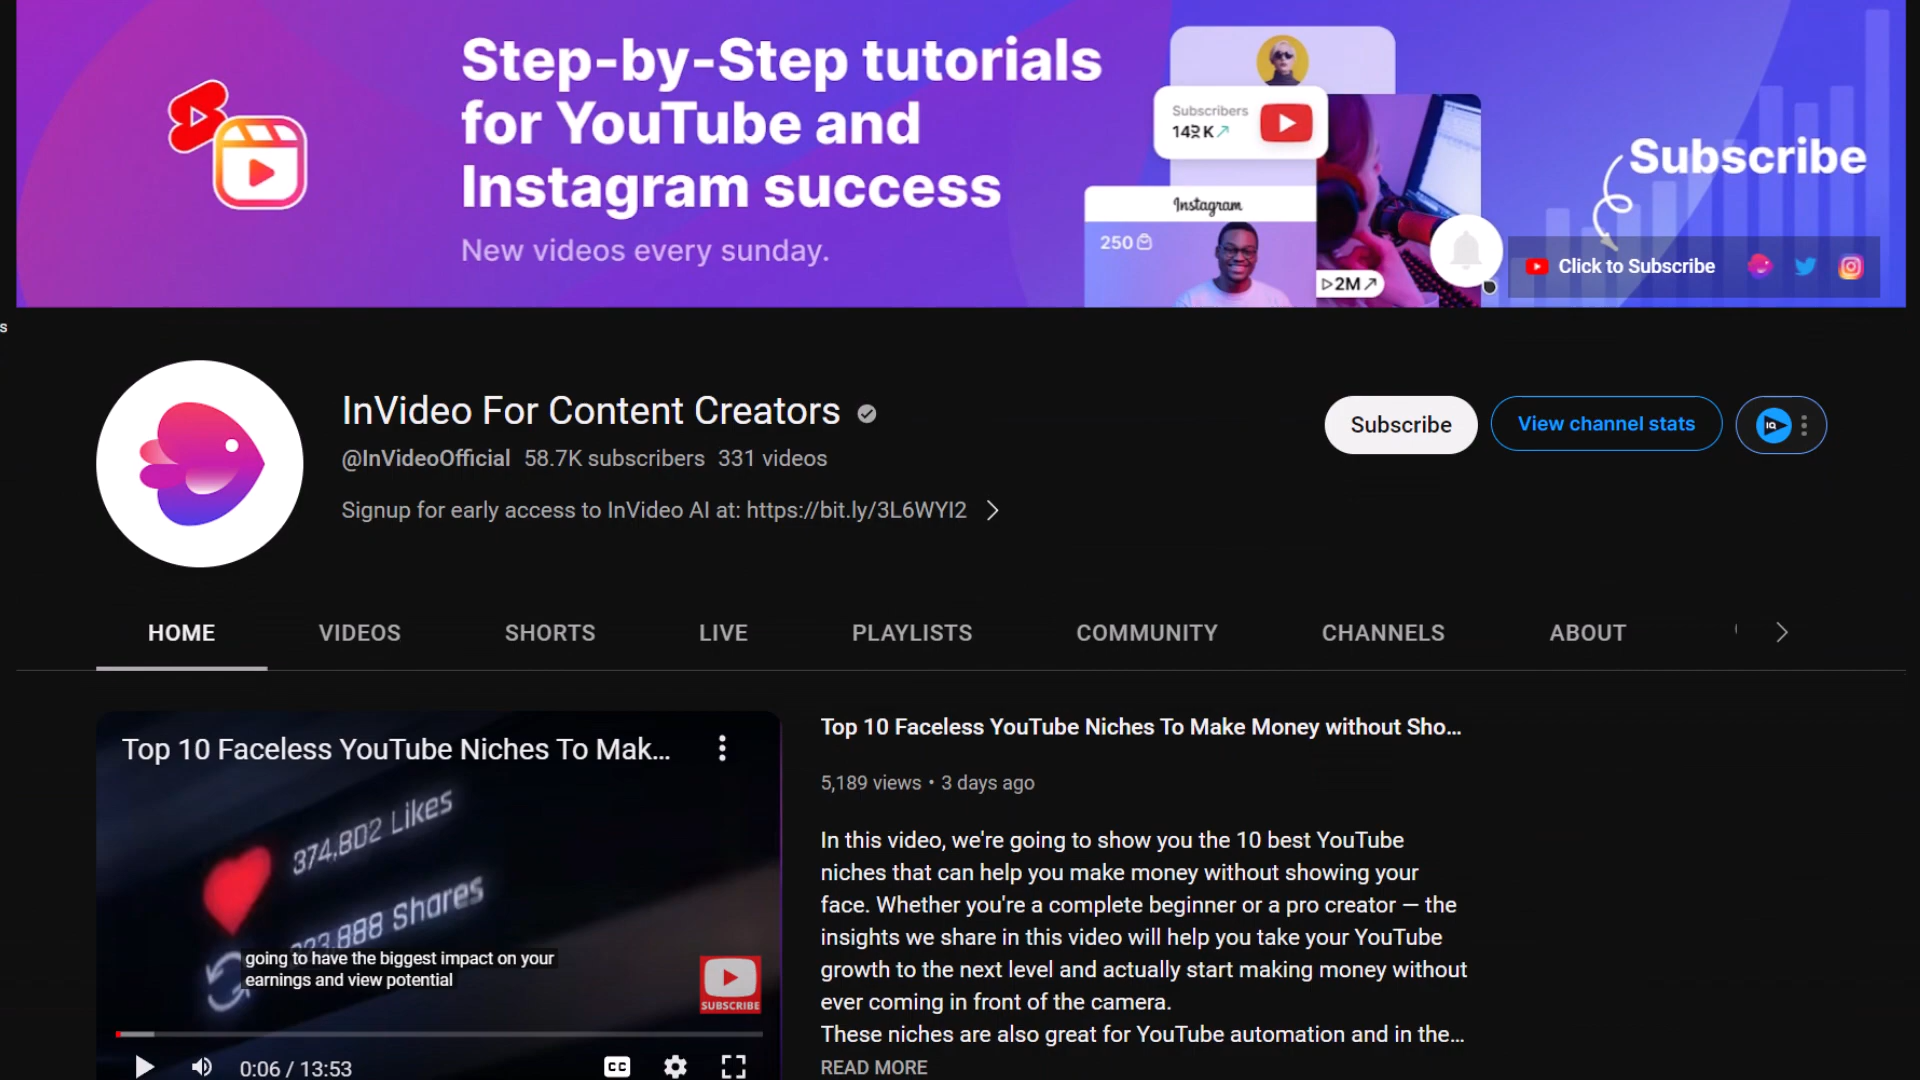 Step-by-Step tutorials
for YouTube and
Instagram success
New videos every sunday.
Subscribers
Instagram
250
2M
Subscribe
Click to Subscribe
s
InVideo For Content Creators
@InVideoOfficial 58.7K subscribers 331 videos
Signup for early access to InVideo AI at: https://bit.ly/3L6WYI2
Subscribe
View channel stats
IQ
HOME VIDEOS SHORTS LIVE PLAYLISTS COMMUNITY CHANNELS ABOUT
Top 10 Faceless YouTube Niches To Mak...
374,802 Likes
888 Shares
going to have the biggest impact on your
earnings and view potential
SUBSCRIBE
0:06 / 13:53
CC
Top 10 Faceless YouTube Niches To Make Money without Sho...
5,189 views • 3 days ago
In this video, we're going to show you the 10 best YouTube
niches that can help you make money without showing your
face. Whether you're a complete beginner or a pro creator — the
insights we share in this video will help you take your YouTube
growth to the next level and actually start making money without
ever coming in front of the camera.
These niches are also great for YouTube automation and in the...
READ MORE